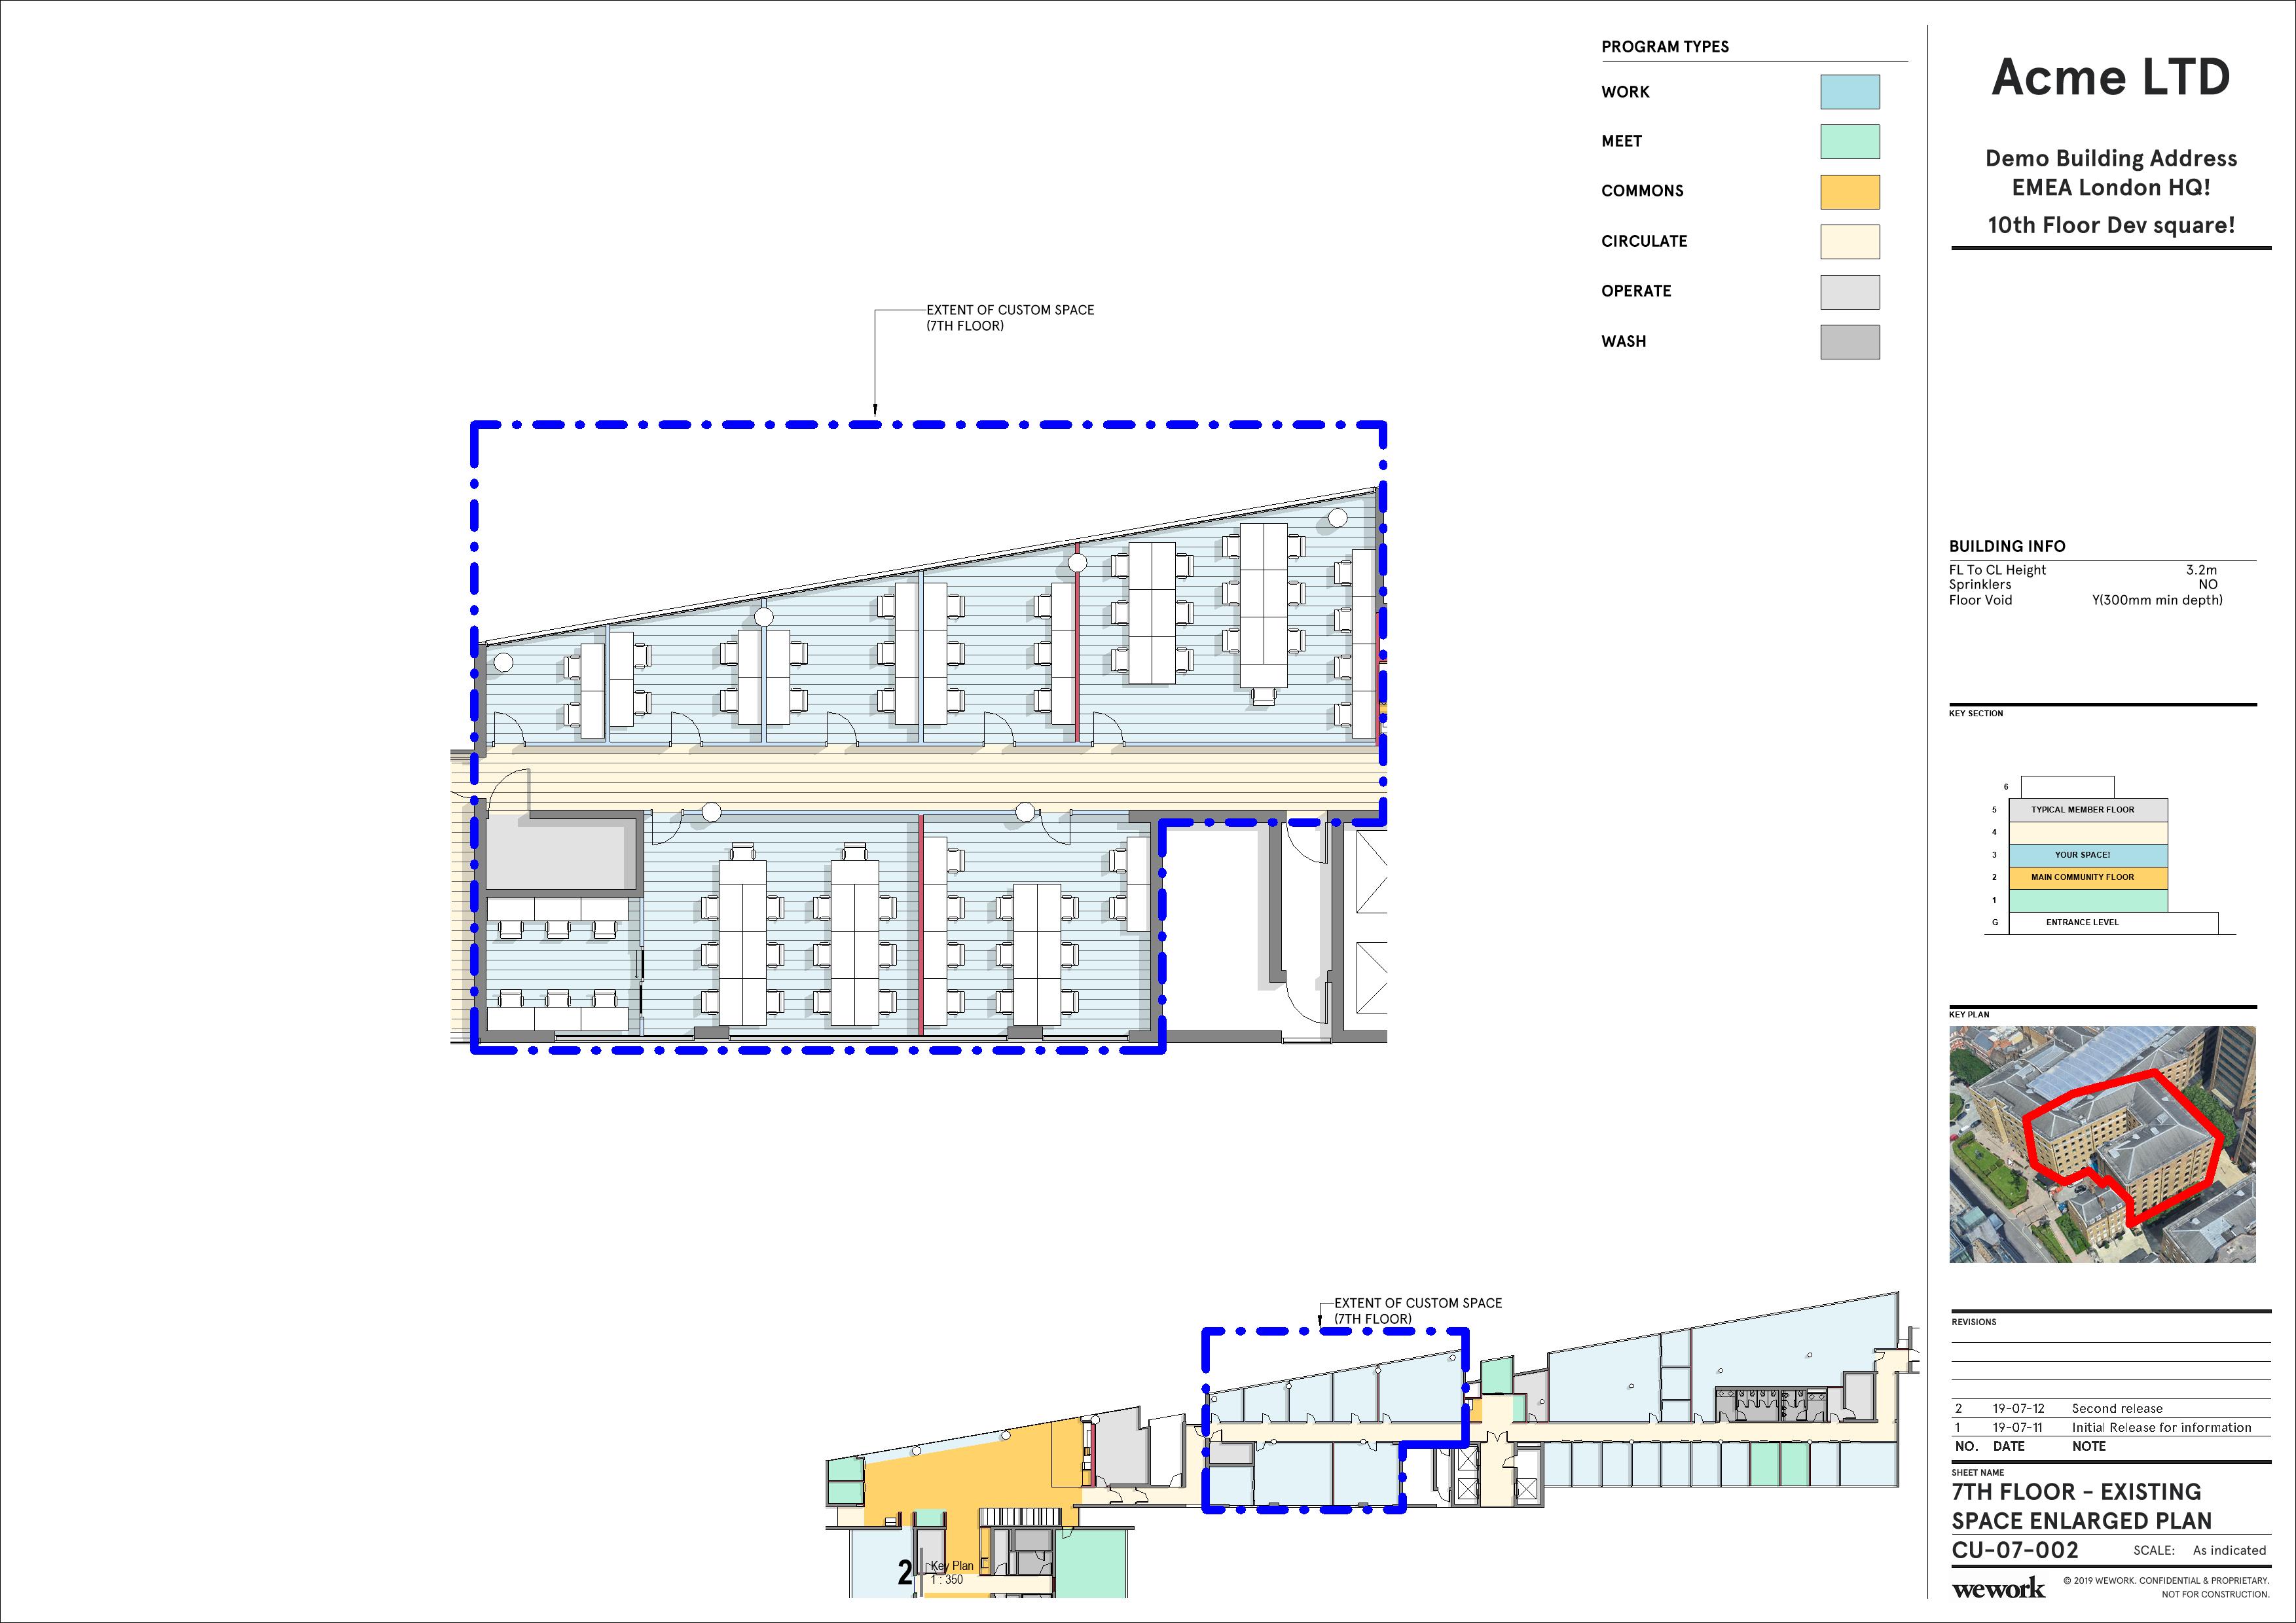 PROGRAM TYPES
WORK
MEET
COMMONS
CIRCULATE
OPERATE
WASH
EXTENT OF CUSTOM SPACE
(7TH FLOOR)
EXTENT OF CUSTOM SPACE
(7TH FLOOR)
2
Key Plan
1 : 350
Acme LTD
Demo Building Address
EMEA London HQ!
10th Floor Dev square!
BUILDING INFO
FL To CL Height 3.2m
Sprinklers NO
Floor Void Y(300mm min depth)
KEY SECTION
6
5 TYPICAL MEMBER FLOOR
4
3 YOUR SPACE!
2 MAIN COMMUNITY FLOOR
1
G ENTRANCE LEVEL
KEY PLAN
REVISIONS
2 19-07-12 Second release
1 19-07-11 Initial Release for information
NO. DATE NOTE
SHEET NAME
7TH FLOOR - EXISTING
SPACE ENLARGED PLAN
CU-07-002 SCALE: As indicated
wework © 2019 WEWORK. CONFIDENTIAL & PROPRIETARY.
NOT FOR CONSTRUCTION.